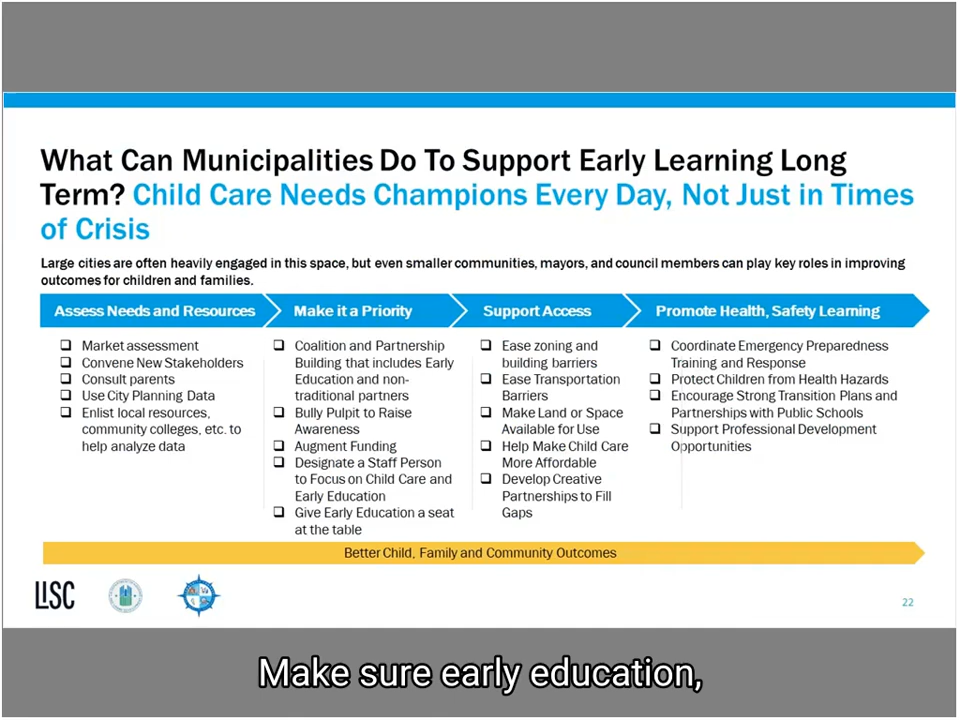 What Can Municipalities Do To Support Early Learning Long
Term? Child Care Needs Champions Every Day, Not Just in Times
of Crisis
Large cities are often heavily engaged in this space, but even smaller communities, mayors, and council members can play key roles in improving
outcomes for children and families.
Assess Needs and Resources
Market assessment
Convene New Stakeholders
Consult parents
Use City Planning Data
Enlist local resources,
community colleges, etc. to
help analyze data
Make it a Priority
Coalition and Partnership
Building that includes Early
Education and non-
traditional partners
Bully Pulpit to Raise
Awareness
Augment Funding
Designate a Staff Person
to Focus on Child Care and
Early Education
Give Early Education a seat
at the table
Support Access
Ease zoning and
building barriers
Ease Transportation
Barriers
Make Land or Space
Available for Use
Help Make Child Care
More Affordable
Develop Creative
Partnerships to Fill
Gaps
Promote Health, Safety Learning
Coordinate Emergency Preparedness
Training and Response
Protect Children from Health Hazards
Encourage Strong Transition Plans and
Partnerships with Public Schools
Support Professional Development
Opportunities
Better Child, Family and Community Outcomes
LISC
22
Make sure early education,